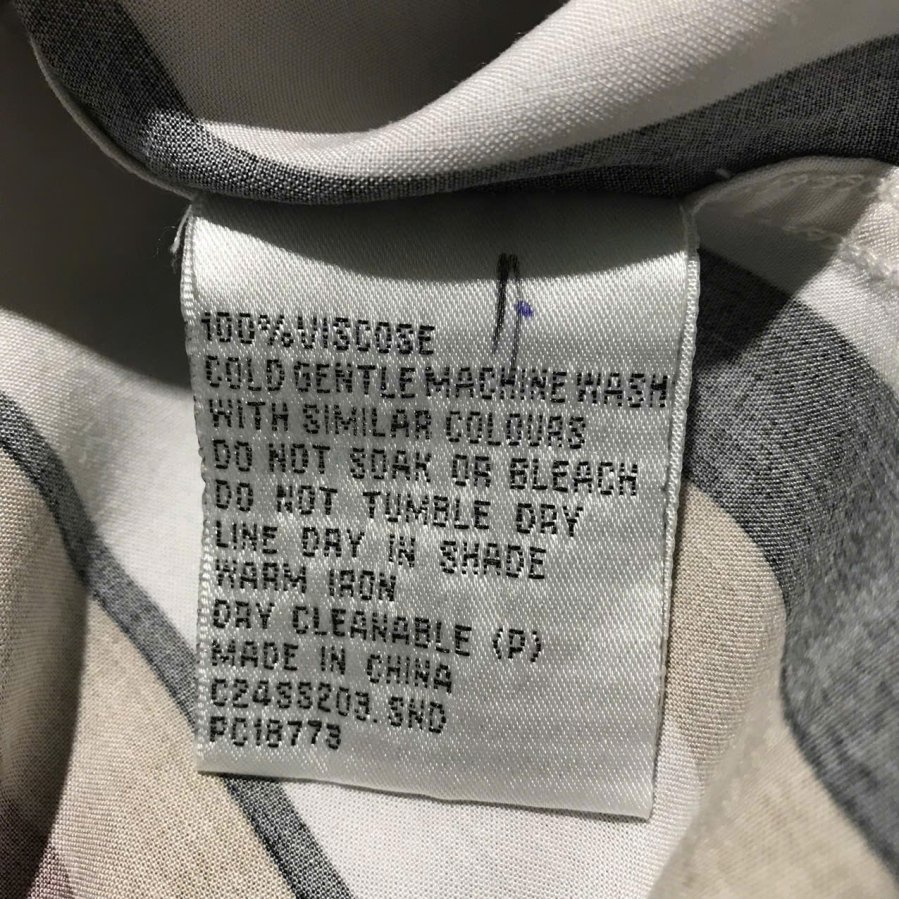 100% VISCOSE
COLD GENTLE MACHINE WASH
WITH SIMILAR COLOURS
DO NOT SOAK OR BLEACH
DO NOT TUMBLE DRY
LINE DRY IN SHADE
WARM IRON
DRY CLEANABLE (P)
MADE IN CHINA
C24SS203.SND
PC18773